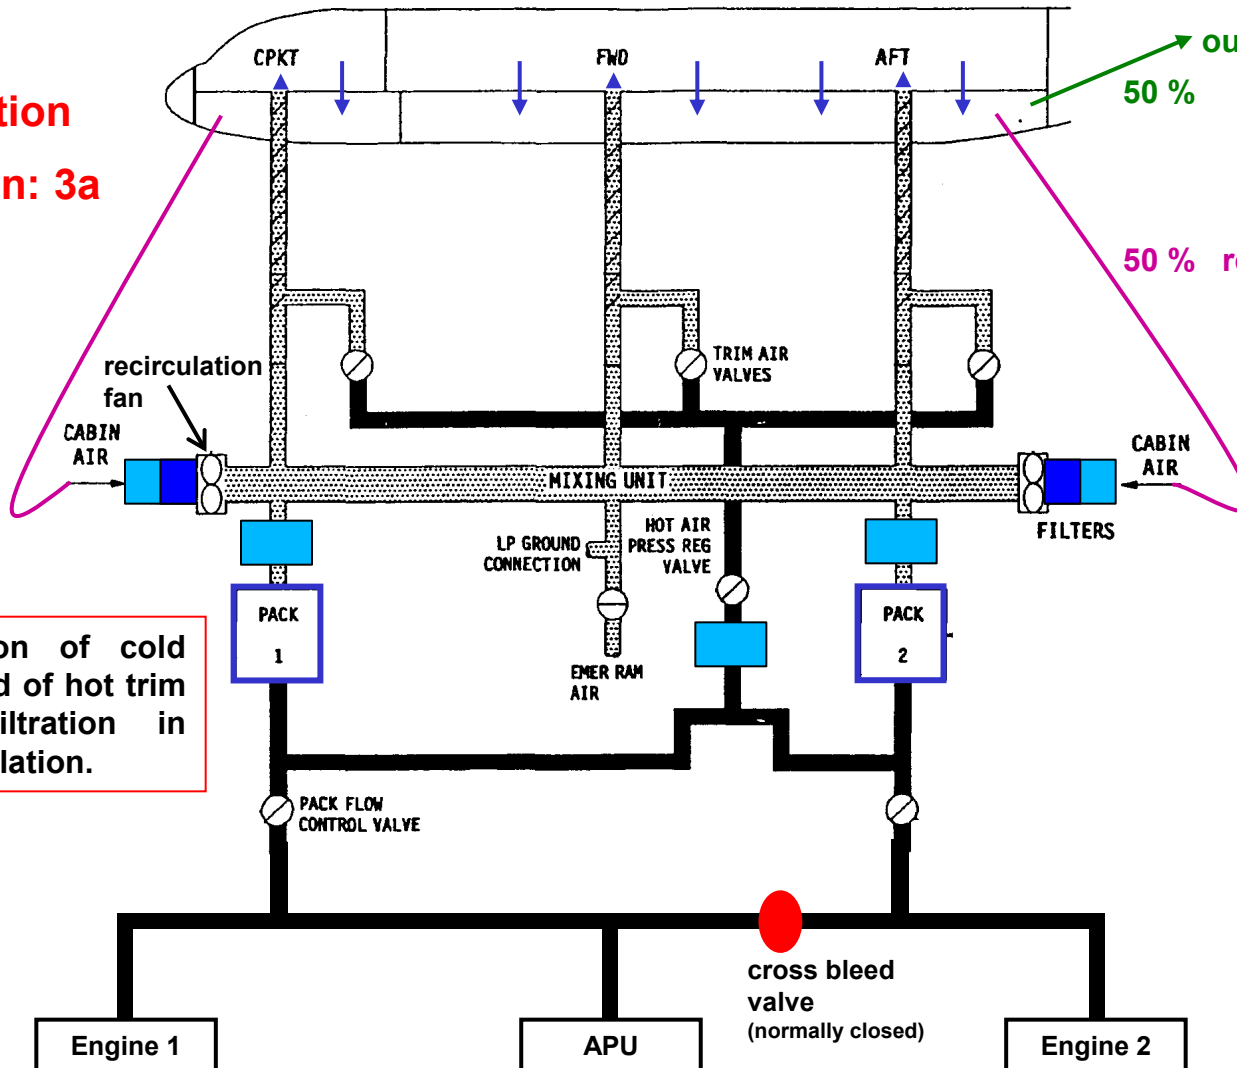 CPKT
FWD
AFT
ou
50 %
tion
n: 3a
50 % re
recirculation
fan
TRIM AIR
VALVES
CABIN
AIR
CABIN
AIR
MIXING UNIT
FILTERS
LP GROUND
CONNECTION
HOT AIR
PRESS REG
VALVE
PACK
1
PACK
2
EMER RAM
AIR
on of cold
d of hot trim
iltration in
lation.
PACK FLOW
CONTROL VALVE
cross bleed
valve
(normally closed)
Engine 1
APU
Engine 2